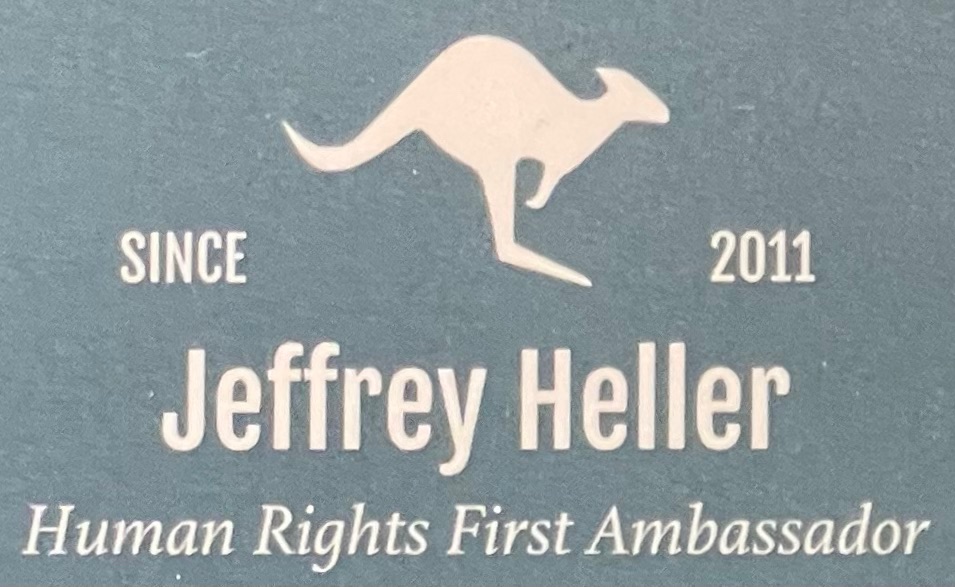 SINCE 2011
Jeffrey Heller
Human Rights First Ambassador